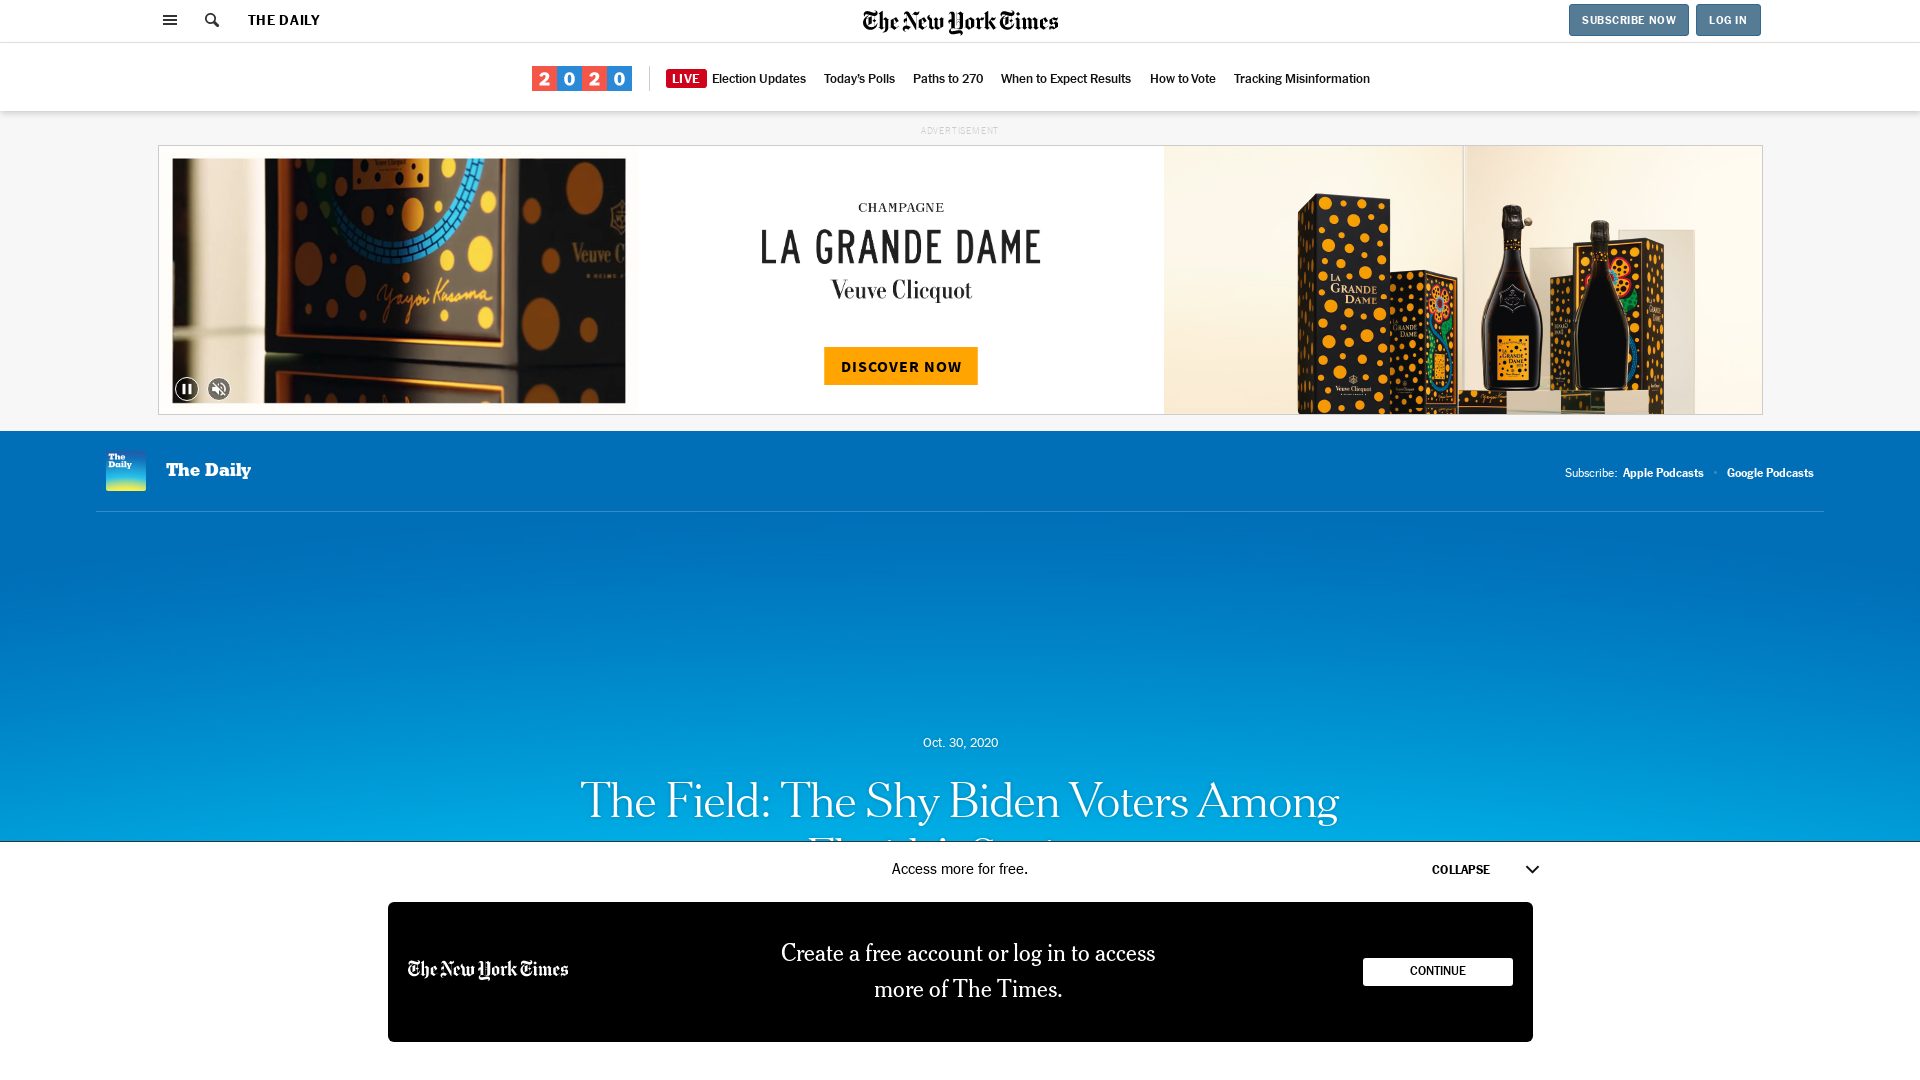 THE DAILY
The New York Times
SUBSCRIBE NOW
LOG IN
2020
LIVE Election Updates
Today's Polls
Paths to 270
When to Expect Results
How to Vote
Tracking Misinformation
ADVERTISEMENT
Veuve Clicquot
Yayoi Kusama
CHAMPAGNE
LA GRANDE DAME
Veuve Clicquot
DISCOVER NOW
LA
GRANDE
DAME
LA
GRANDE
DAME
Veuve Clicquot
LA
GRANDE
DAME
The
Daily
The Daily
Subscribe:
Apple Podcasts
Google Podcasts
Oct. 30, 2020
The Field: The Shy Biden Voters Among
Access more for free.
COLLAPSE
The New York Times
Create a free account or log in to access
more of The Times.
CONTINUE